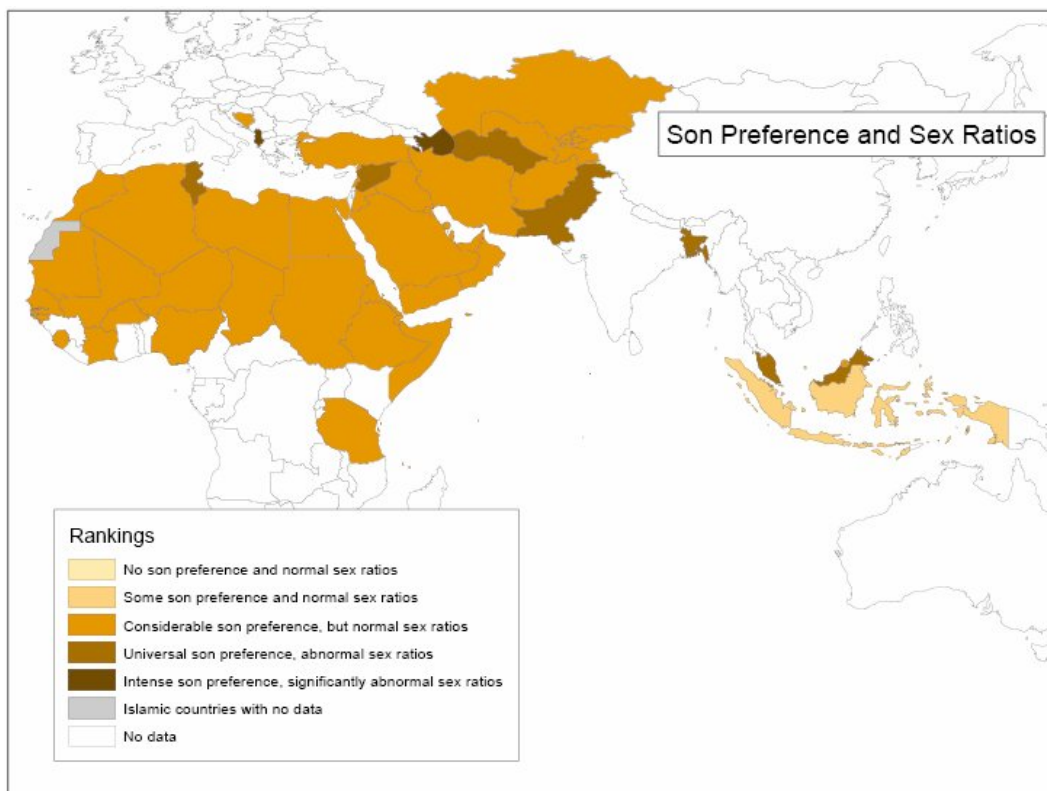 Son Preference and Sex Ratios
Rankings
No son preference and normal sex ratios
Some son preference and normal sex ratios
Considerable son preference, but normal sex ratios
Universal son preference, abnormal sex ratios
Intense son preference, significantly abnormal sex ratios
Islamic countries with no data
No data